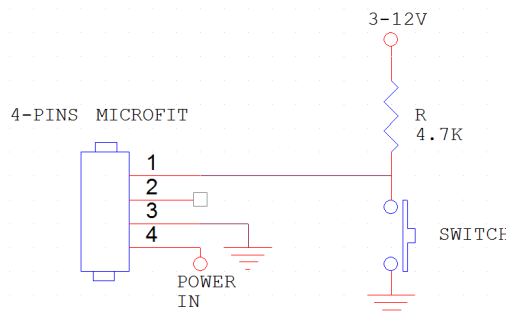 3-12V
4-PINS MICROFIT
R
4.7K
1
2
3
4
SWITCH
POWER
IN